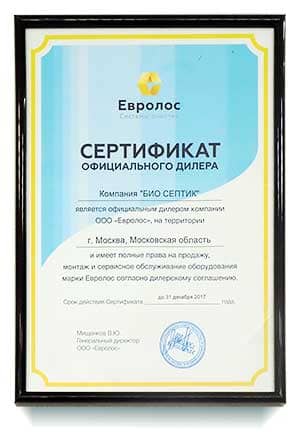 Евролос
Системы очистки
СЕРТИФИКАТ
ОФИЦИАЛЬНОГО ДИЛЕРА
Компания "БИО СЕПТИК"
является официальным дилером компании
ООО «Евролос», на территории
г. Москва, Московская область
и имеет полные права на продажу,
монтаж и сервисное обслуживание оборудования
марки Евролос согласно дилерскому соглашению.
Срок действия Сертификата до 31 декабря 2017 года,
Мищенков В.Ю.
Генеральный директор
ООО «Евролос»